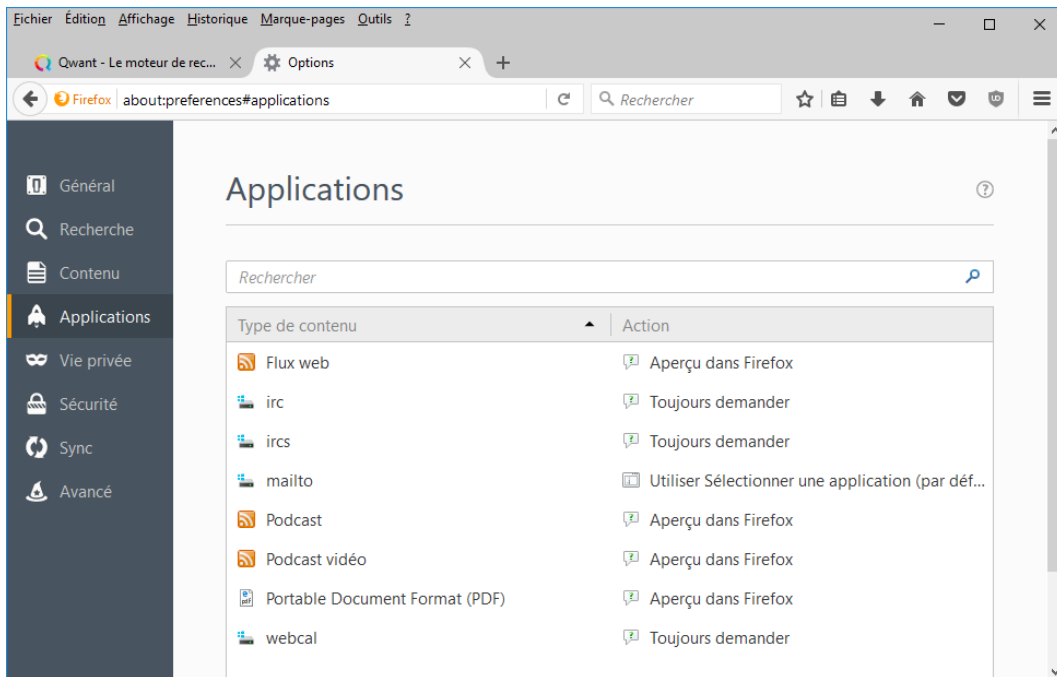 Fichier Édition Affichage Historique Marque-pages Outils ?
Qwant - Le moteur de rec... Options
Firefox about:preferences#applications Rechercher
Général
Recherche
Contenu
Applications
Vie privée
Sécurité
Sync
Avancé
Applications
Rechercher
Type de contenu Action
Flux web Aperçu dans Firefox
irc Toujours demander
ircs Toujours demander
mailto Utiliser Sélectionner une application (par déf...
Podcast Aperçu dans Firefox
Podcast vidéo Aperçu dans Firefox
Portable Document Format (PDF) Aperçu dans Firefox
webcal Toujours demander